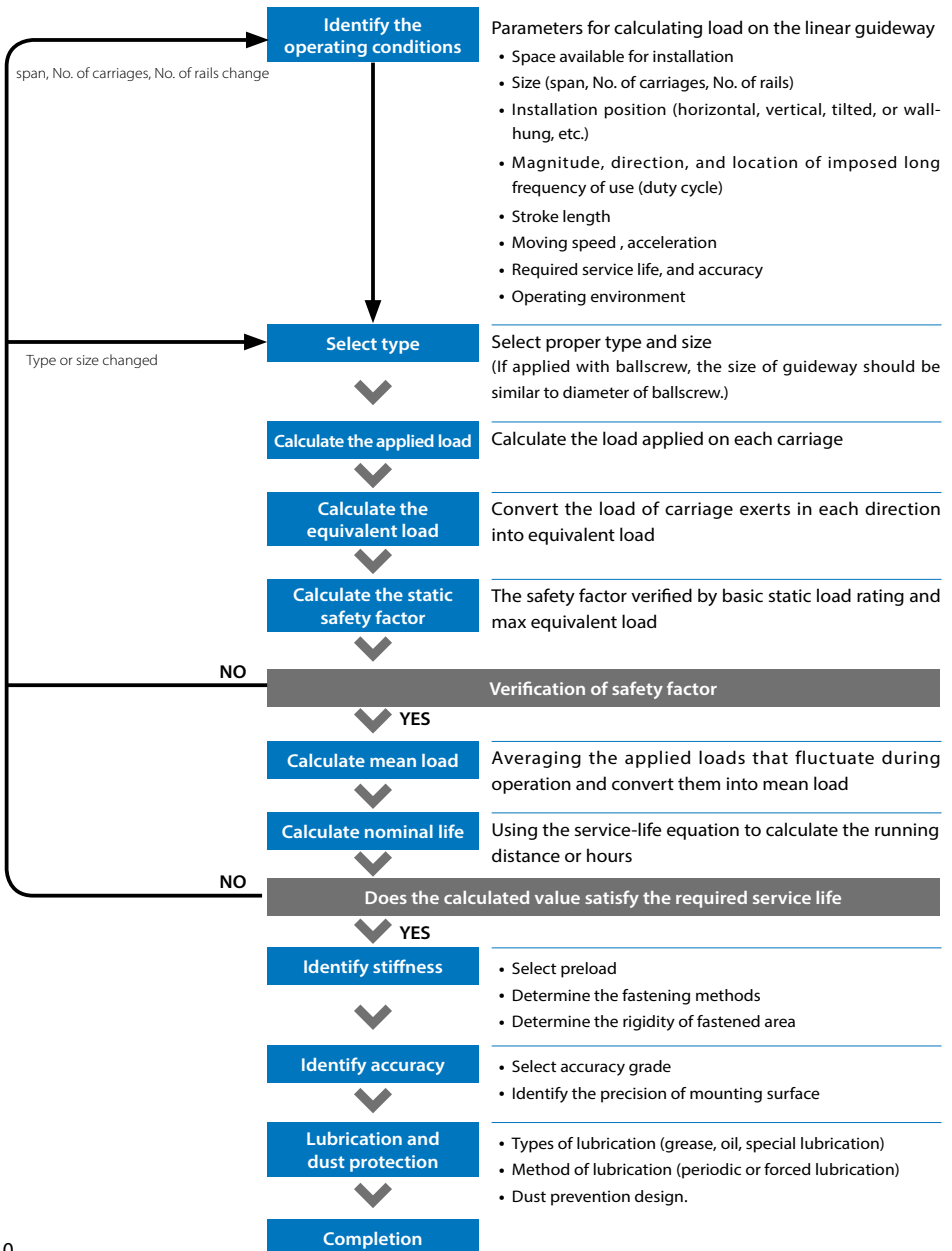 Identify the
operating conditions
Parameters for calculating load on the linear guideway
• Space available for installation
• Size (span, No. of carriages, No. of rails)
• Installation position (horizontal, vertical, tilted, or wall-
hung, etc.)
• Magnitude, direction, and location of imposed long
frequency of use (duty cycle)
• Stroke length
• Moving speed , acceleration
• Required service life, and accuracy
• Operating environment
span, No. of carriages, No. of rails change
Select type
Select proper type and size
(If applied with ballscrew, the size of guideway should be
similar to diameter of ballscrew.)
Type or size changed
Calculate the applied load
Calculate the load applied on each carriage
Calculate the
equivalent load
Convert the load of carriage exerts in each direction
into equivalent load
Calculate the static
safety factor
The safety factor verified by basic static load rating and
max equivalent load
NO
Verification of safety factor
YES
Calculate mean load
Averaging the applied loads that fluctuate during
operation and convert them into mean load
Calculate nominal life
Using the service-life equation to calculate the running
distance or hours
NO
Does the calculated value satisfy the required service life
YES
Identify stiffness
• Select preload
• Determine the fastening methods
• Determine the rigidity of fastened area
Identify accuracy
• Select accuracy grade
• Identify the precision of mounting surface
Lubrication and
dust protection
• Types of lubrication (grease, oil, special lubrication)
• Method of lubrication (periodic or forced lubrication)
• Dust prevention design.
Completion
0